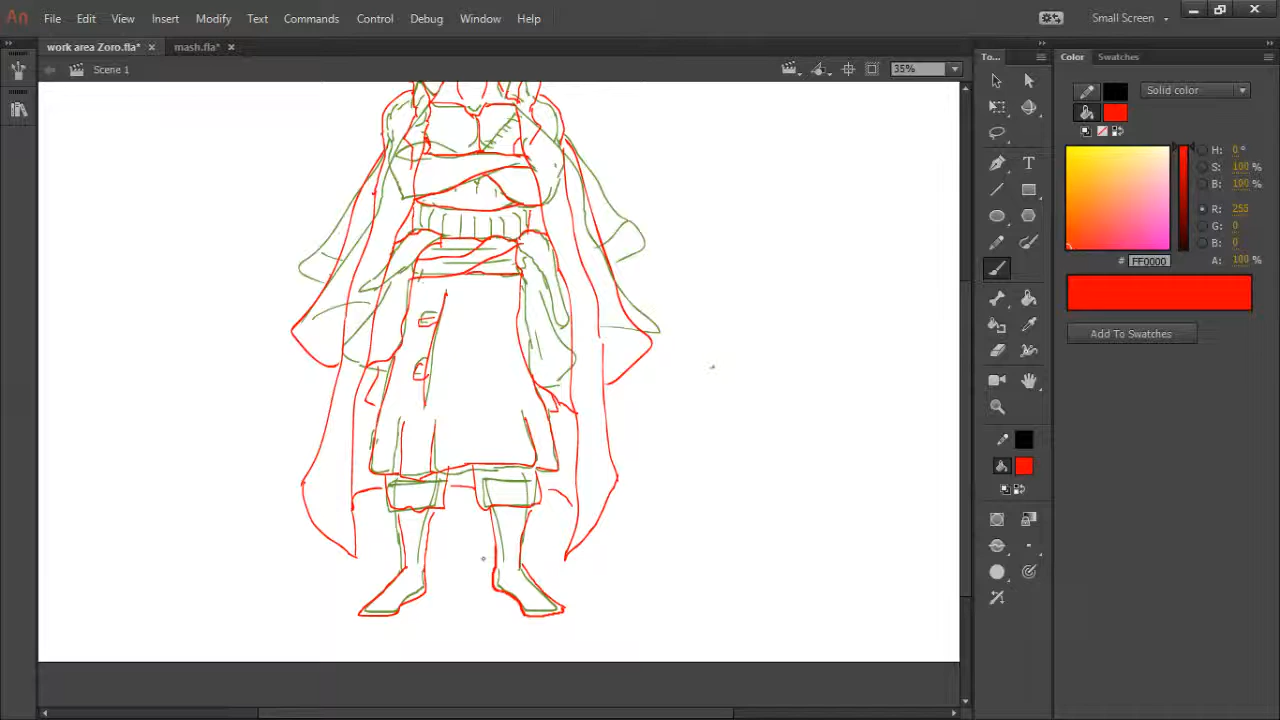 An File Edit View Insert Modify Text Commands Control Debug Window Help Small Screen
work area Zoro.fla* × mash.fla* × To... Color Swatches
Scene 1 35%
Solid color
H: 0 °
S: 100 %
B: 100 %
R: 255
G: 0
B: 0
# FF0000 A: 100 %
Add To Swatches